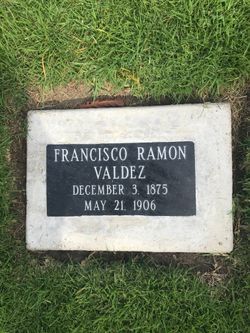 FRANCISCO RAMON
VALDEZ
DECEMBER 3, 1875
MAY 21, 1906